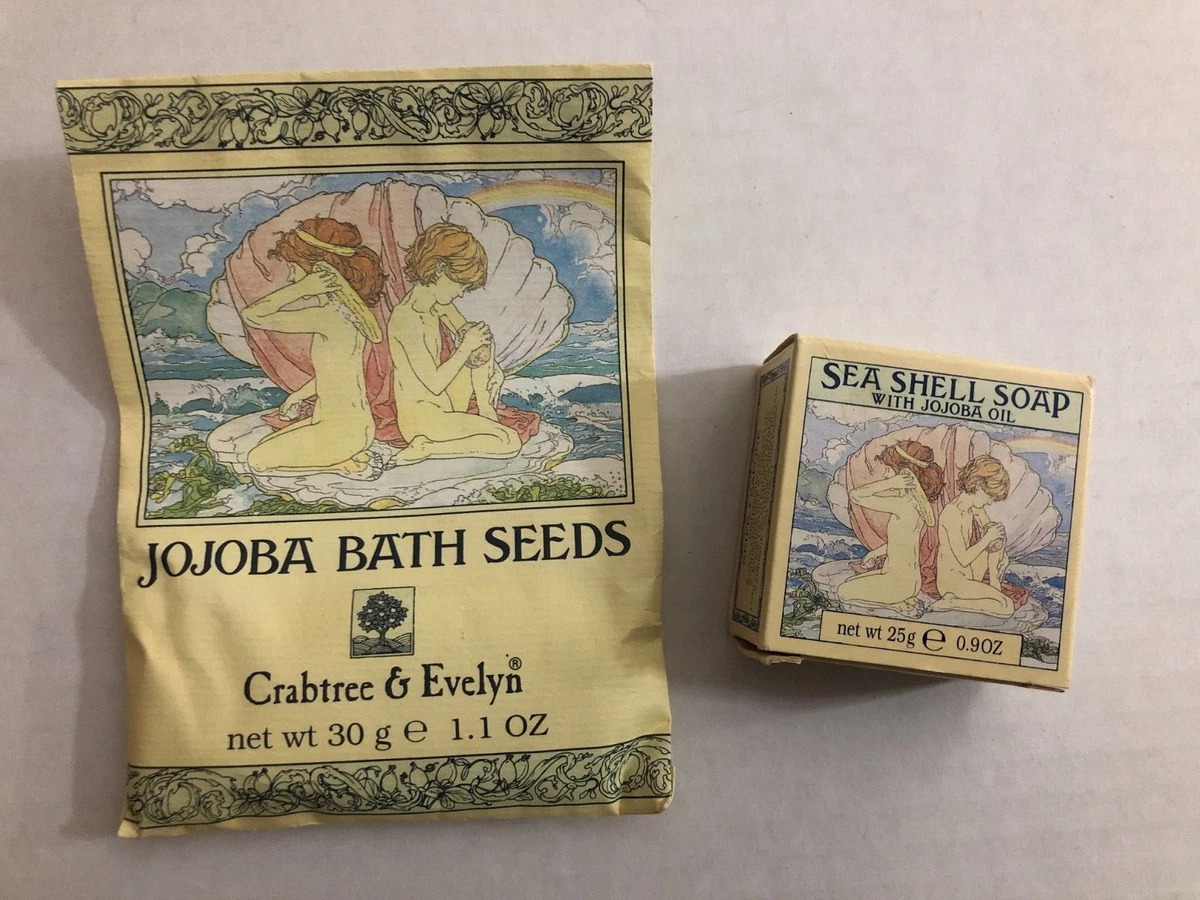 JOJOBA BATH SEEDS
Crabtree & Evelyn®
net wt 30 g ℮ 1.1 OZ
SEA SHELL SOAP
WITH JOJOBA OIL
net wt 25g ℮ 0.9OZ